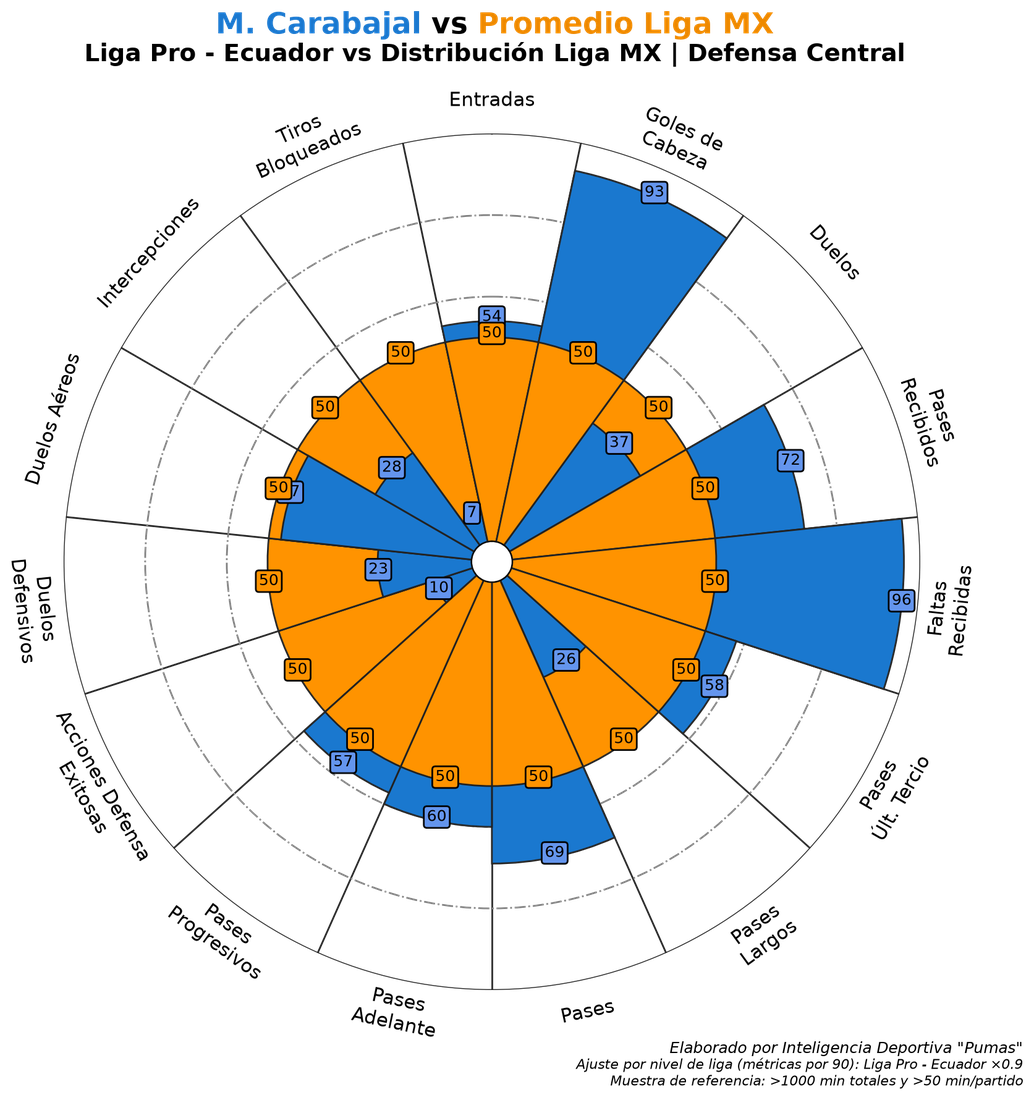 M. Carabajal vs Promedio Liga MX
Liga Pro - Ecuador vs Distribución Liga MX | Defensa Central
Entradas
Goles de
Cabeza
Duelos
Pases
Recibidos
Faltas
Recibidas
Pases
Últ. Tercio
Pases
Largos
Pases
Pases
Adelante
Pases
Progresivos
Acciones Defensa
Exitosas
Duelos
Defensivos
Duelos Aéreos
Intercepciones
Tiros
Bloqueados
54
50
93
50
37
50
72
50
96
50
58
50
26
50
69
50
60
50
57
50
10
50
23
50
50
28
50
7
50
Elaborado por Inteligencia Deportiva "Pumas"
Ajuste por nivel de liga (métricas por 90): Liga Pro - Ecuador ×0.9
Muestra de referencia: >1000 min totales y >50 min/partido